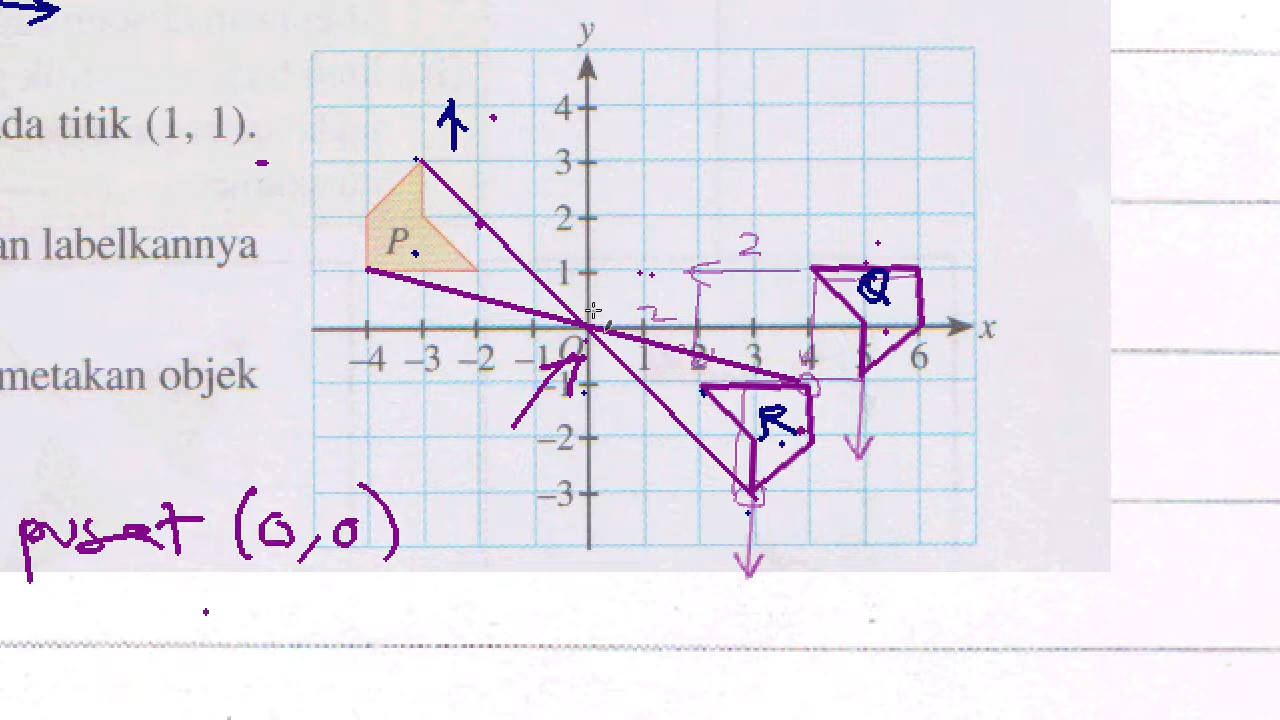 y
4
da titik (1, 1).
3
2
an labelkannya
P
2
1
Q
2
x
–4 –3 –2 –1 O 1 2 3 4 5 6
metakan objek
–1
R
–2
–3
pusat (0,0)